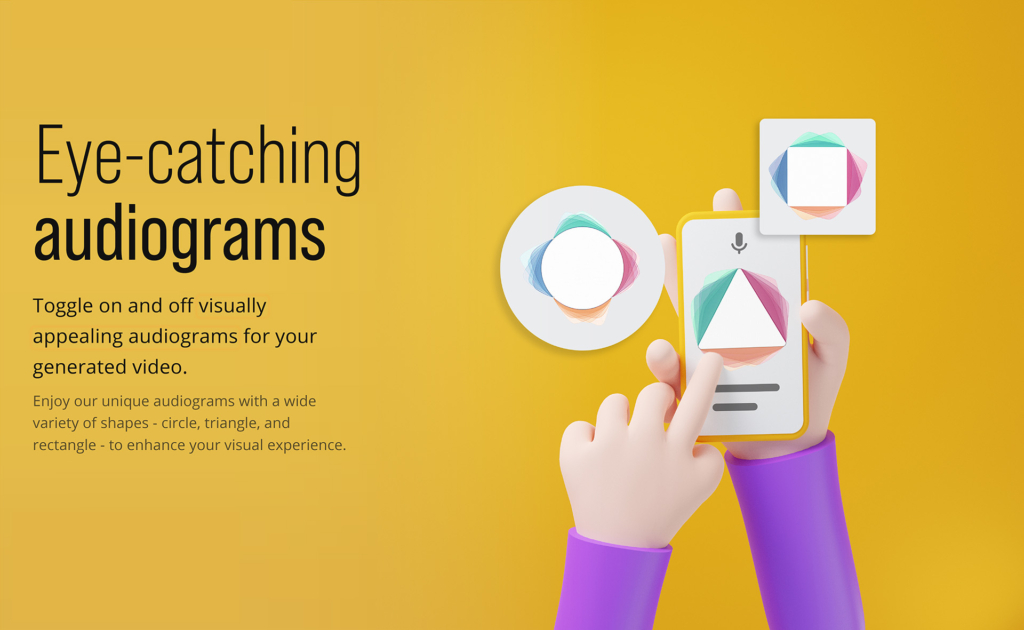 Eye-catching
audiograms
Toggle on and off visually
appealing audiograms for your
generated video.
Enjoy our unique audiograms with a wide
variety of shapes - circle, triangle, and
rectangle - to enhance your visual experience.